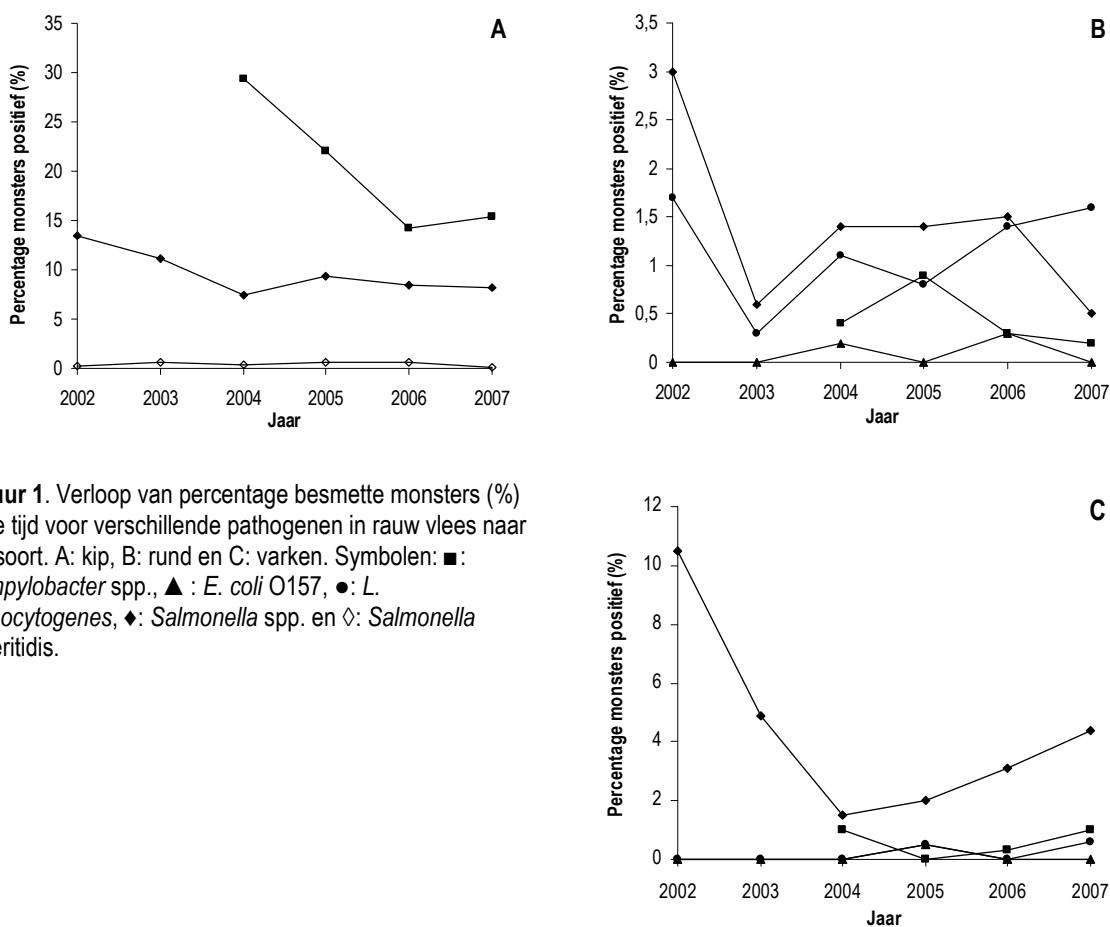 A
Percentage monsters positief (%)
35
30
25
20
15
10
5
0
2002 2003 2004 2005 2006 2007
Jaar
B
Percentage monsters positief (%)
3,5
3
2,5
2
1,5
1
0,5
0
2002 2003 2004 2005 2006 2007
Jaar
uur 1. Verloop van percentage besmette monsters (%)
e tijd voor verschillende pathogenen in rauw vlees naar
soort. A: kip, B: rund en C: varken. Symbolen: ■:
npylobacter spp., ▲ : E. coli O157, ●: L.
nocytogenes, ♦: Salmonella spp. en ◊: Salmonella
eritidis.
C
Percentage monsters positief (%)
12
10
8
6
4
2
0
2002 2003 2004 2005 2006 2007
Jaar